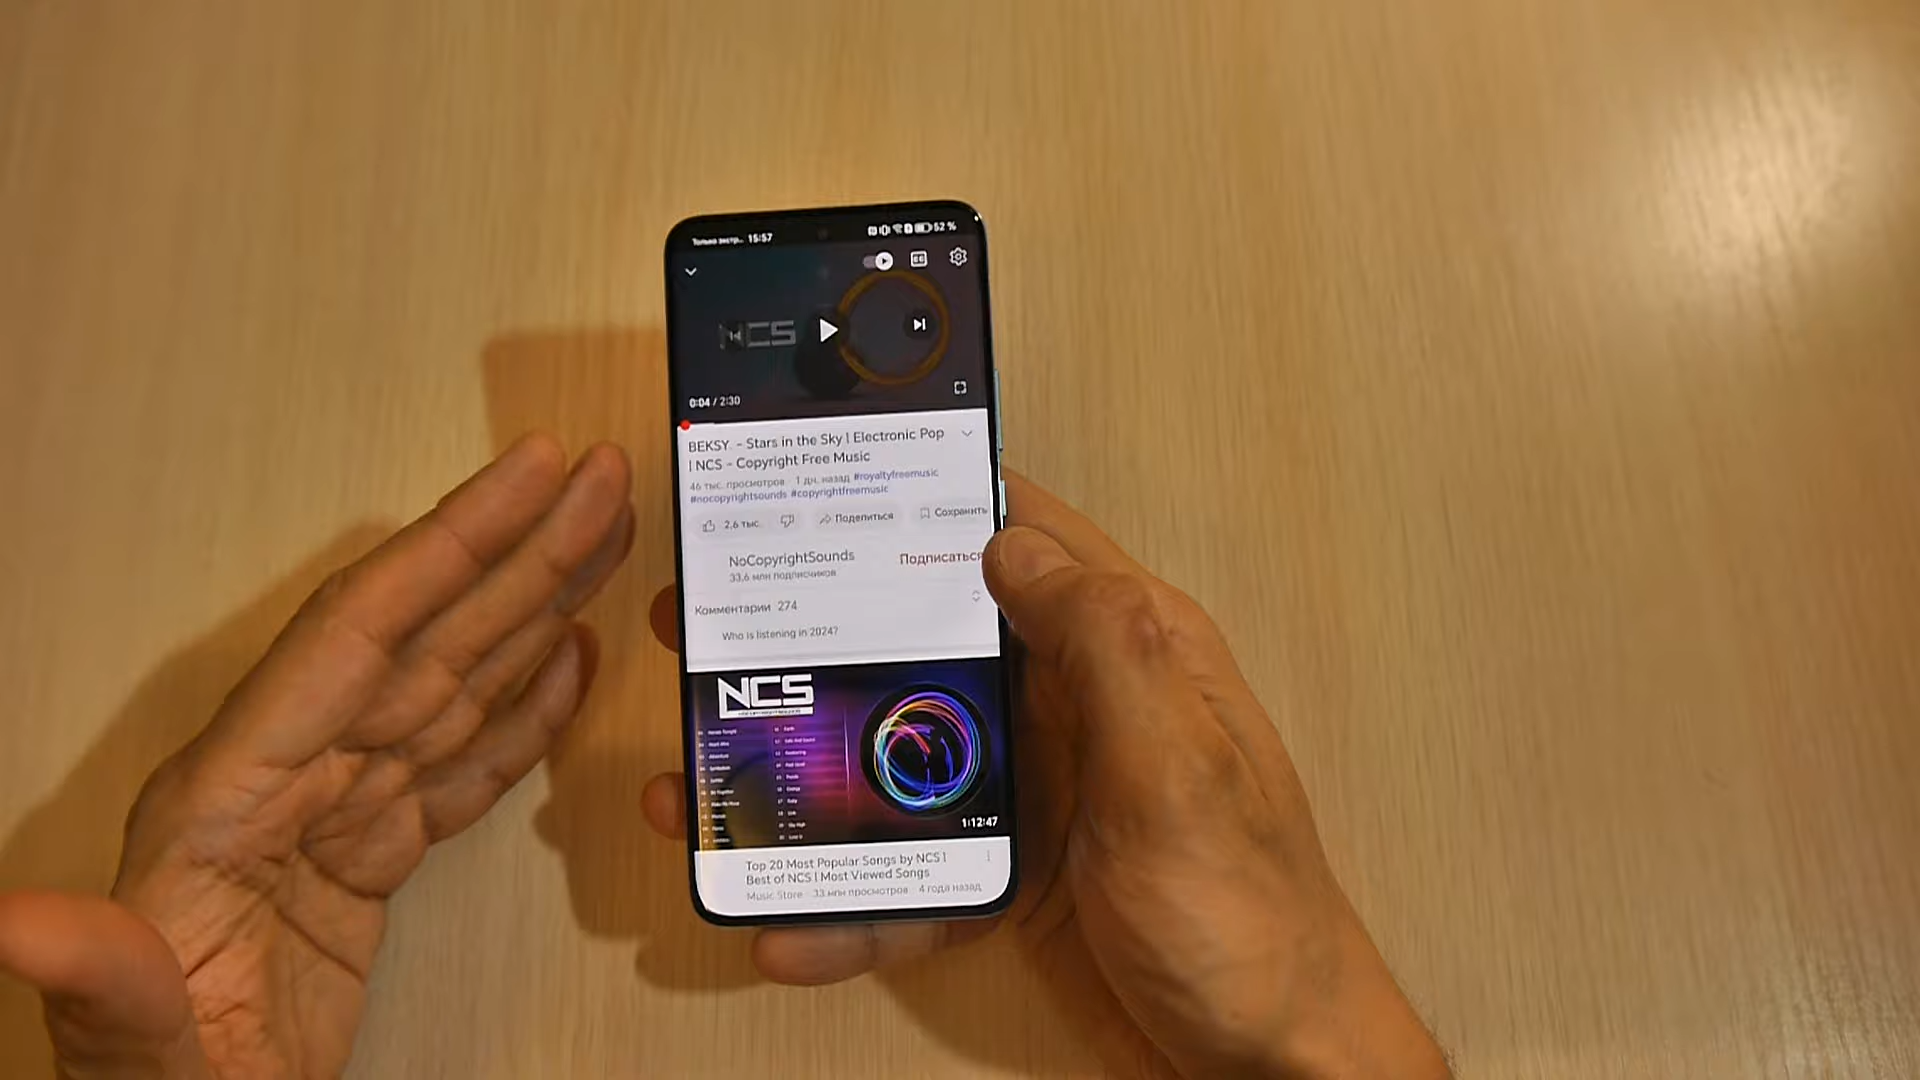 Только экстр... 15:57
52 %
NCS
0:04 / 2:30
BEKSY. - Stars in the Sky | Electronic Pop
| NCS - Copyright Free Music
46 тыс. просмотров · 1 дн. назад #royaltyfreemusic
#nocopyrightsounds #copyrightfreemusic
2,6 тыс. Поделиться Сохранить
NoCopyrightSounds Подписаться
33,6 млн подписчиков
Комментарии 274
Who is listening in 2024?
NCS
1:12:47
Top 20 Most Popular Songs by NCS |
Best of NCS | Most Viewed Songs
Music Store · 33 млн просмотров · 4 года назад